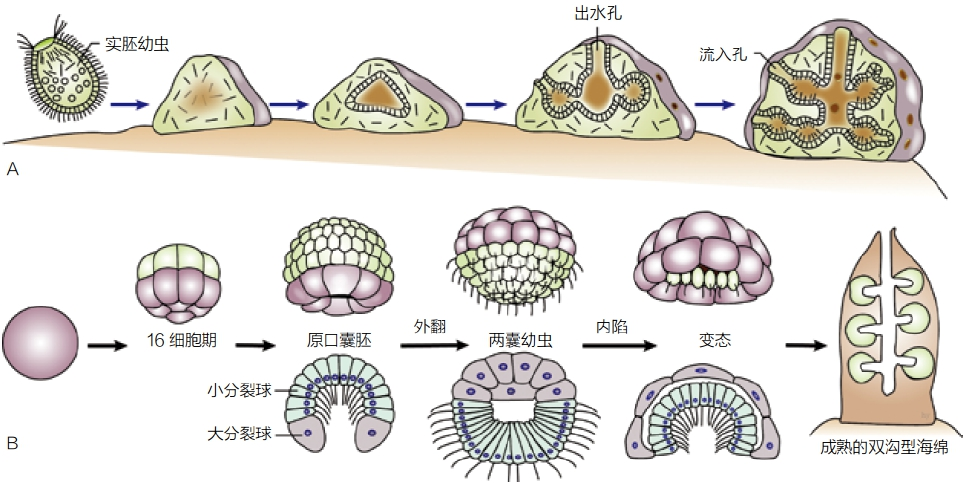 实胚幼虫
出水孔
流入孔
A
16 细胞期
原口囊胚
外翻
两囊幼虫
内陷
变态
小分裂球
大分裂球
B
成熟的双沟型海绵